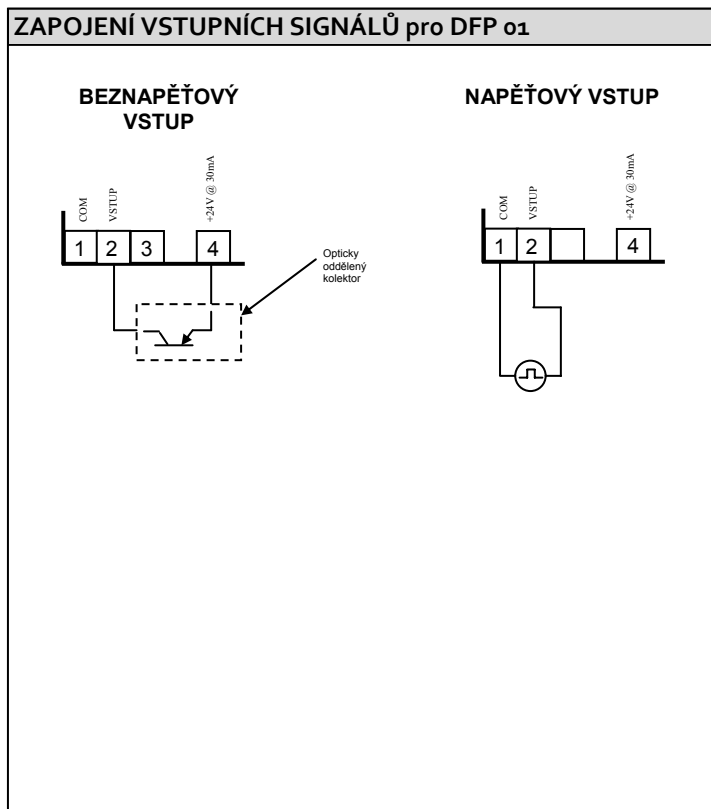 ZAPOJENÍ VSTUPNÍCH SIGNÁLŮ pro DFP 01
BEZNAPĚŤOVÝ
VSTUP
COM
VSTUP
+24V @ 30mA
1 2 3 4
Opticky
oddělený
kolektor
NAPĚŤOVÝ VSTUP
COM
VSTUP
+24V @ 30mA
1 2 4